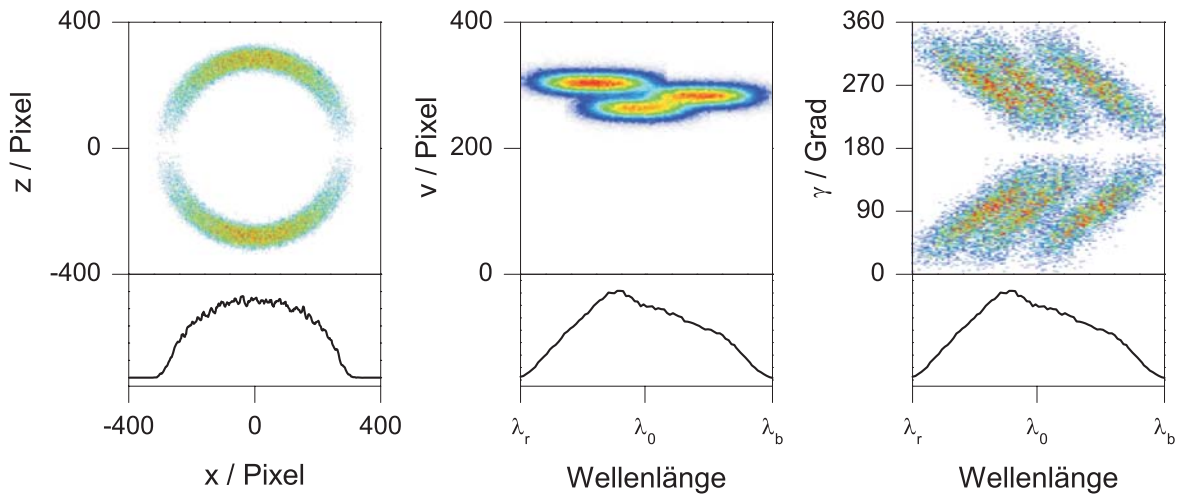 400
0
-400
z / Pixel
-400
0
400
x / Pixel
400
200
0
v / Pixel
λr
λ0
λb
Wellenlänge
360
270
180
90
0
γ / Grad
λr
λ0
λb
Wellenlänge